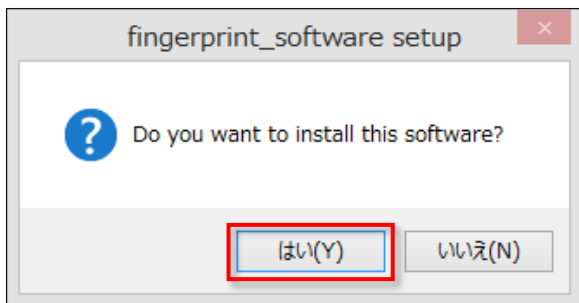 fingerprint_software setup
Do you want to install this software?
はい(Y) いいえ(N)